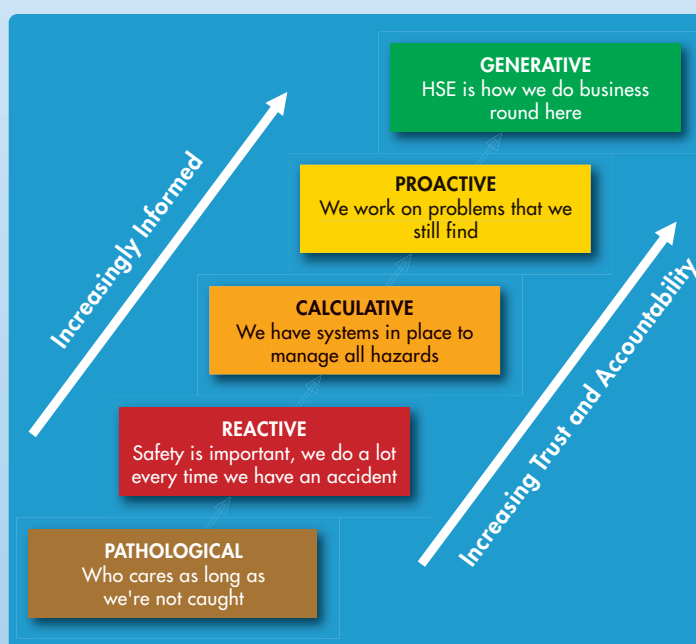 GENERATIVE
HSE is how we do business
round here
PROACTIVE
We work on problems that we
still find
CALCULATIVE
We have systems in place to
manage all hazards
REACTIVE
Safety is important, we do a lot
every time we have an accident
PATHOLOGICAL
Who cares as long as
we're not caught
Increasingly Informed
Increasing Trust and Accountability